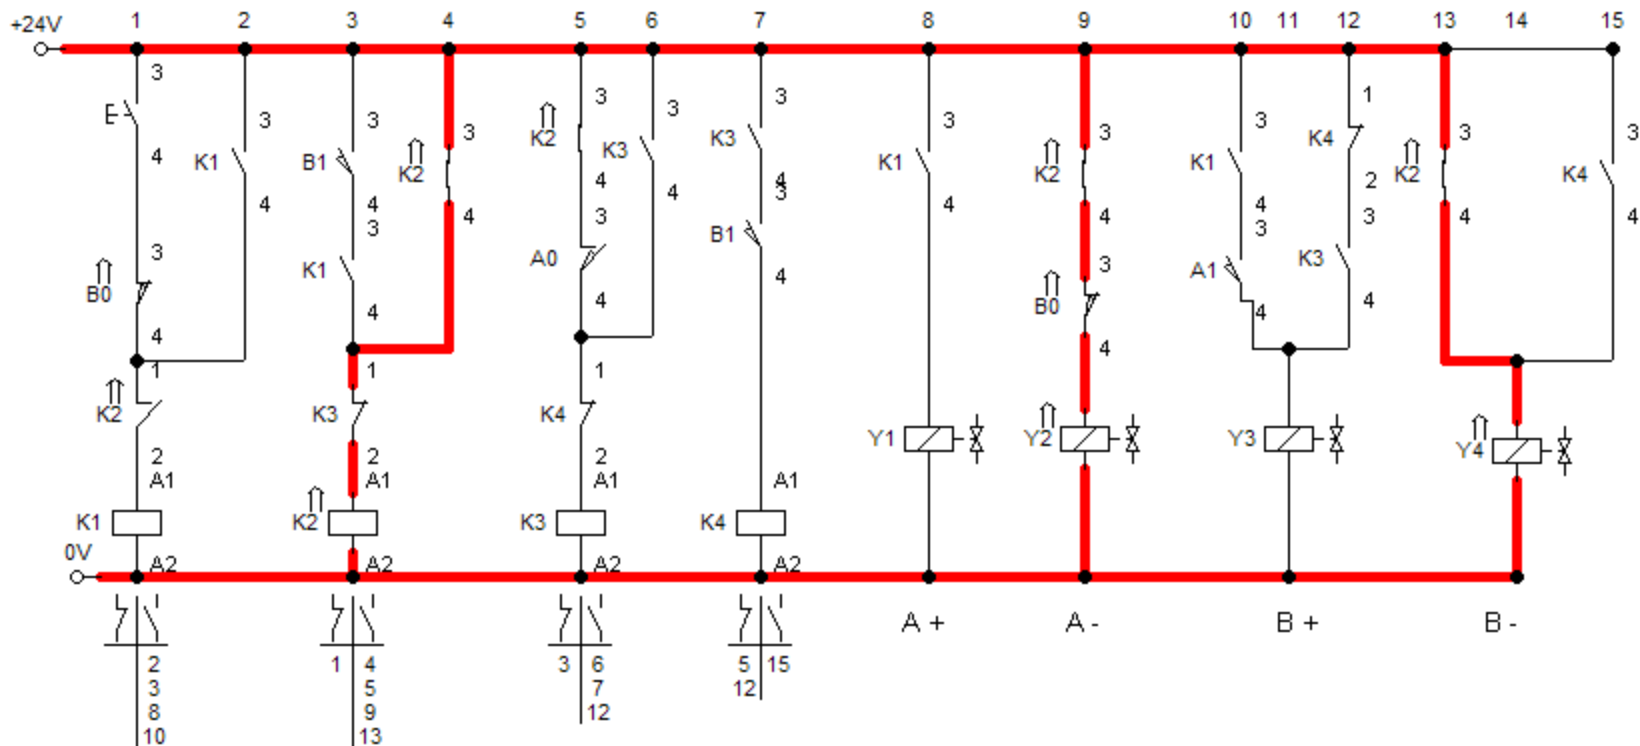 +24V 1 2 3 4 5 6 7 8 9 10 11 12 13 14 15
3
3 3 1
3 3 3 3 3 3 3
E K2 K3 K3 K4
4 K1 B1 K2 K1 K2 K1 K2 K4
4 4 3 2
4 4 4 4 4 4 4 4 4 4
3 3 3 3 3
B0 K1 A0 B1 B0 A1 K3
4 4 4 4 4 4 4
1 1 1
K2 K3 K4
2 2 2 Y1 Y2 Y3 Y4
A1 A1 A1 A1
K1 K2 K3 K4
0V A2 A2 A2 A2
A + A - B + B -
2 1 4 3 6 5 15
3 5 7 12
8 9 12
10 13